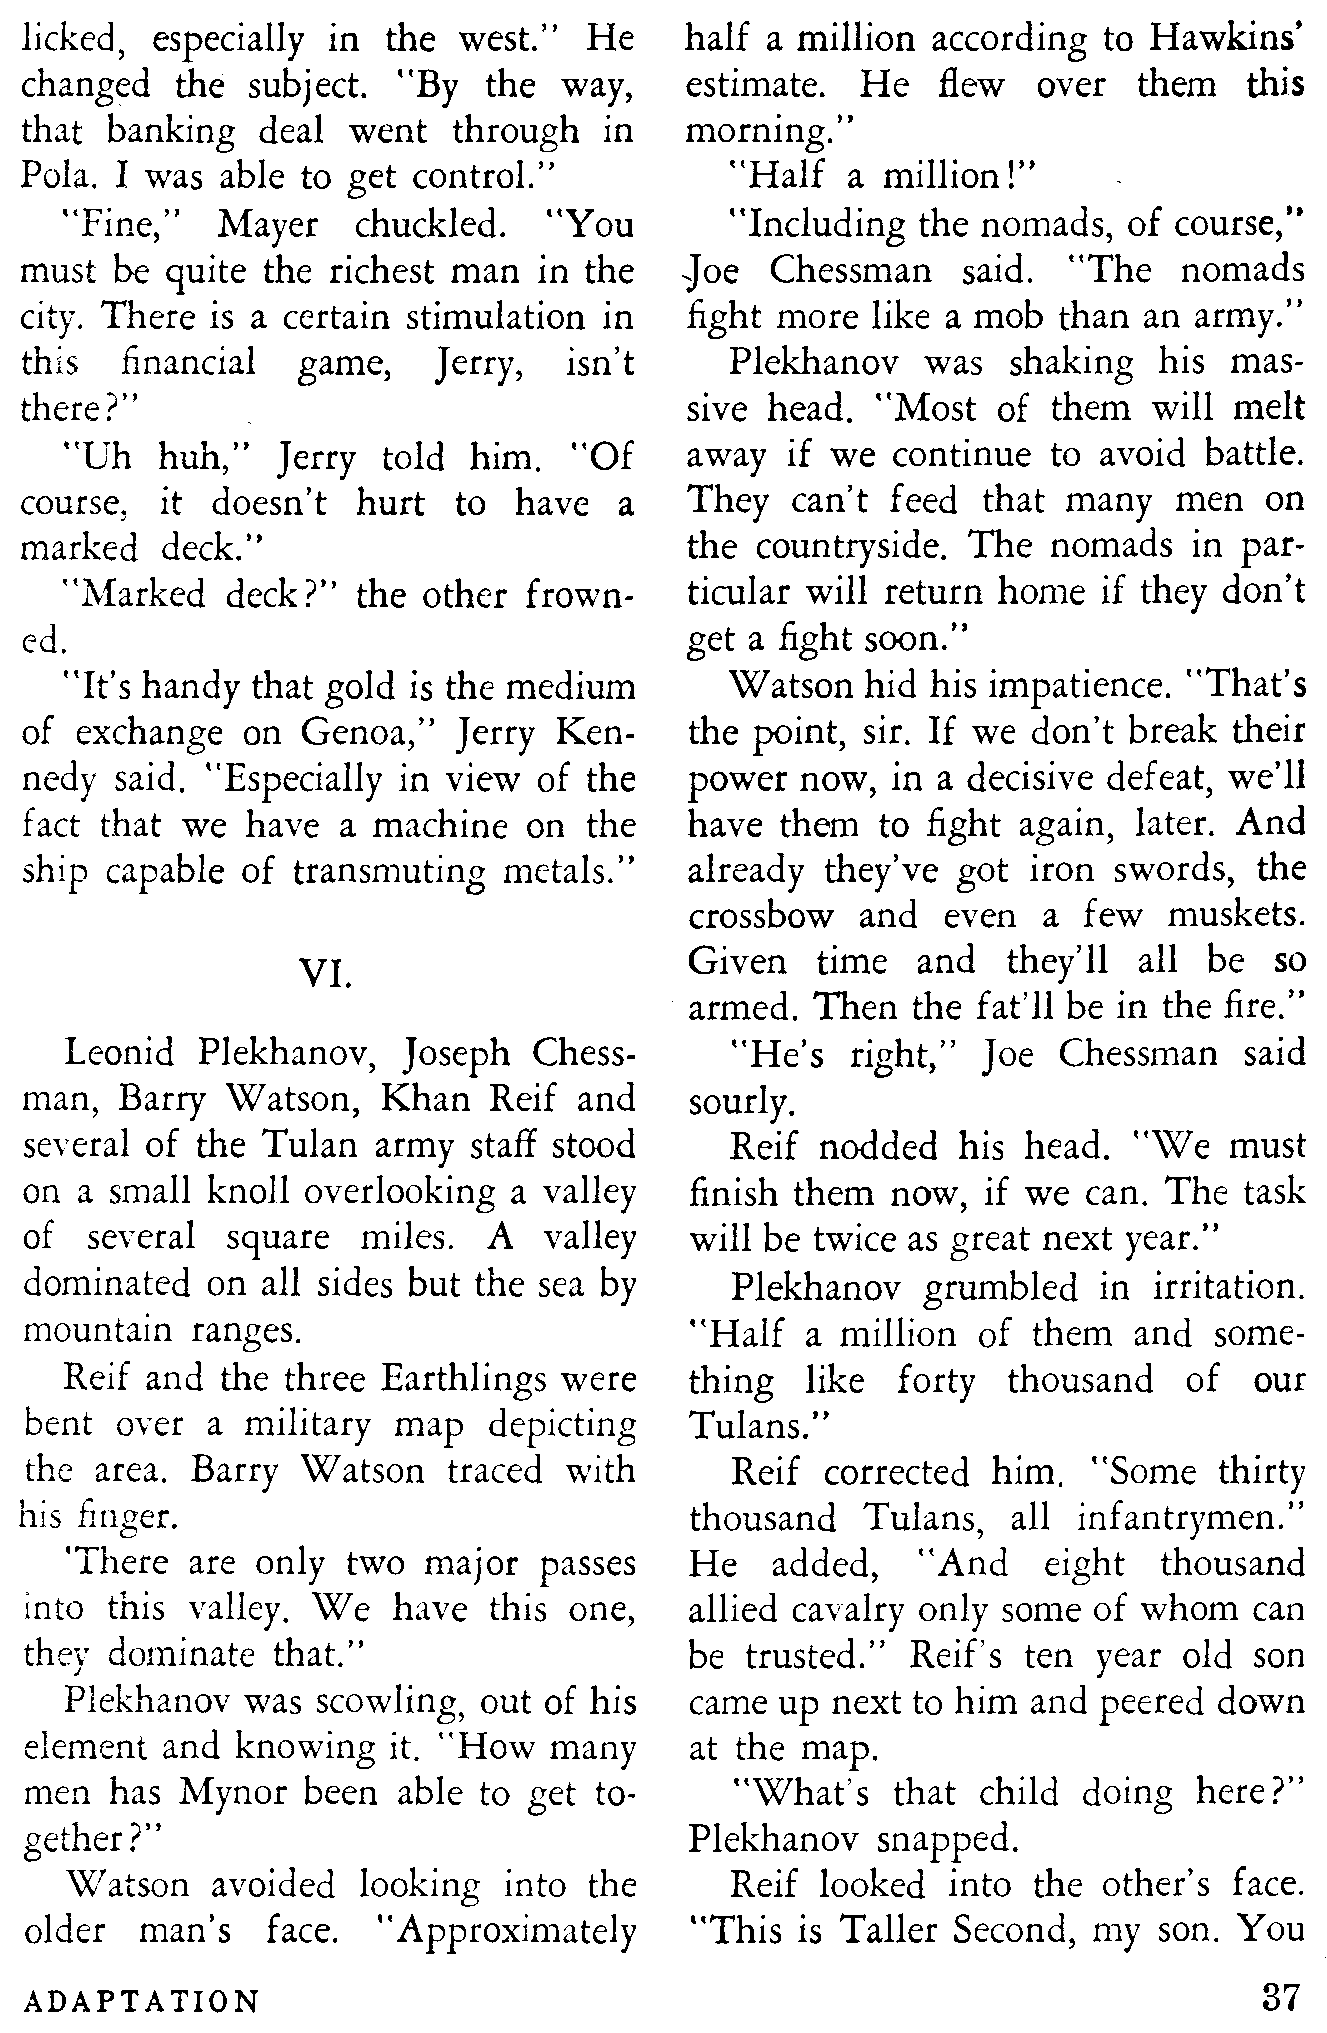 licked, especially in the west." He
changed the subject. "By the way,
that banking deal went through in
Pola. I was able to get control."
"Fine," Mayer chuckled. "You
must be quite the richest man in the
city. There is a certain stimulation in
this financial game, Jerry, isn't
there?"
"Uh huh," Jerry told him. "Of
course, it doesn't hurt to have a
marked deck."
"Marked deck?" the other frown-
ed.
"It's handy that gold is the medium
of exchange on Genoa," Jerry Ken-
nedy said. "Especially in view of the
fact that we have a machine on the
ship capable of transmuting metals."
VI.
Leonid Plekhanov, Joseph Chess-
man, Barry Watson, Khan Reif and
several of the Tulan army staff stood
on a small knoll overlooking a valley
of several square miles. A valley
dominated on all sides but the sea by
mountain ranges.
Reif and the three Earthlings were
bent over a military map depicting
the area. Barry Watson traced with
his finger.
'There are only two major passes
into this valley. We have this one,
they dominate that."
Plekhanov was scowling, out of his
element and knowing it. "How many
men has Mynor been able to get to-
gether?"
Watson avoided looking into the
older man's face. "Approximately
half a million according to Hawkins'
estimate. He flew over them this
morning."
"Half a million!"
"Including the nomads, of course,"
Joe Chessman said. "The nomads
fight more like a mob than an army."
Plekhanov was shaking his mas-
sive head. "Most of them will melt
away if we continue to avoid battle.
They can't feed that many men on
the countryside. The nomads in par-
ticular will return home if they don't
get a fight soon."
Watson hid his impatience. "That's
the point, sir. If we don't break their
power now, in a decisive defeat, we'll
have them to fight again, later. And
already they've got iron swords, the
crossbow and even a few muskets.
Given time and they'll all be so
armed. Then the fat'll be in the fire."
"He's right," Joe Chessman said
sourly.
Reif nodded his head. "We must
finish them now, if we can. The task
will be twice as great next year."
Plekhanov grumbled in irritation.
"Half a million of them and some-
thing like forty thousand of our
Tulans."
Reif corrected him. "Some thirty
thousand Tulans, all infantrymen."
He added, "And eight thousand
allied cavalry only some of whom can
be trusted." Reif's ten year old son
came up next to him and peered down
at the map.
"What's that child doing here?"
Plekhanov snapped.
Reif looked into the other's face.
"This is Taller Second, my son. You
ADAPTATION
37